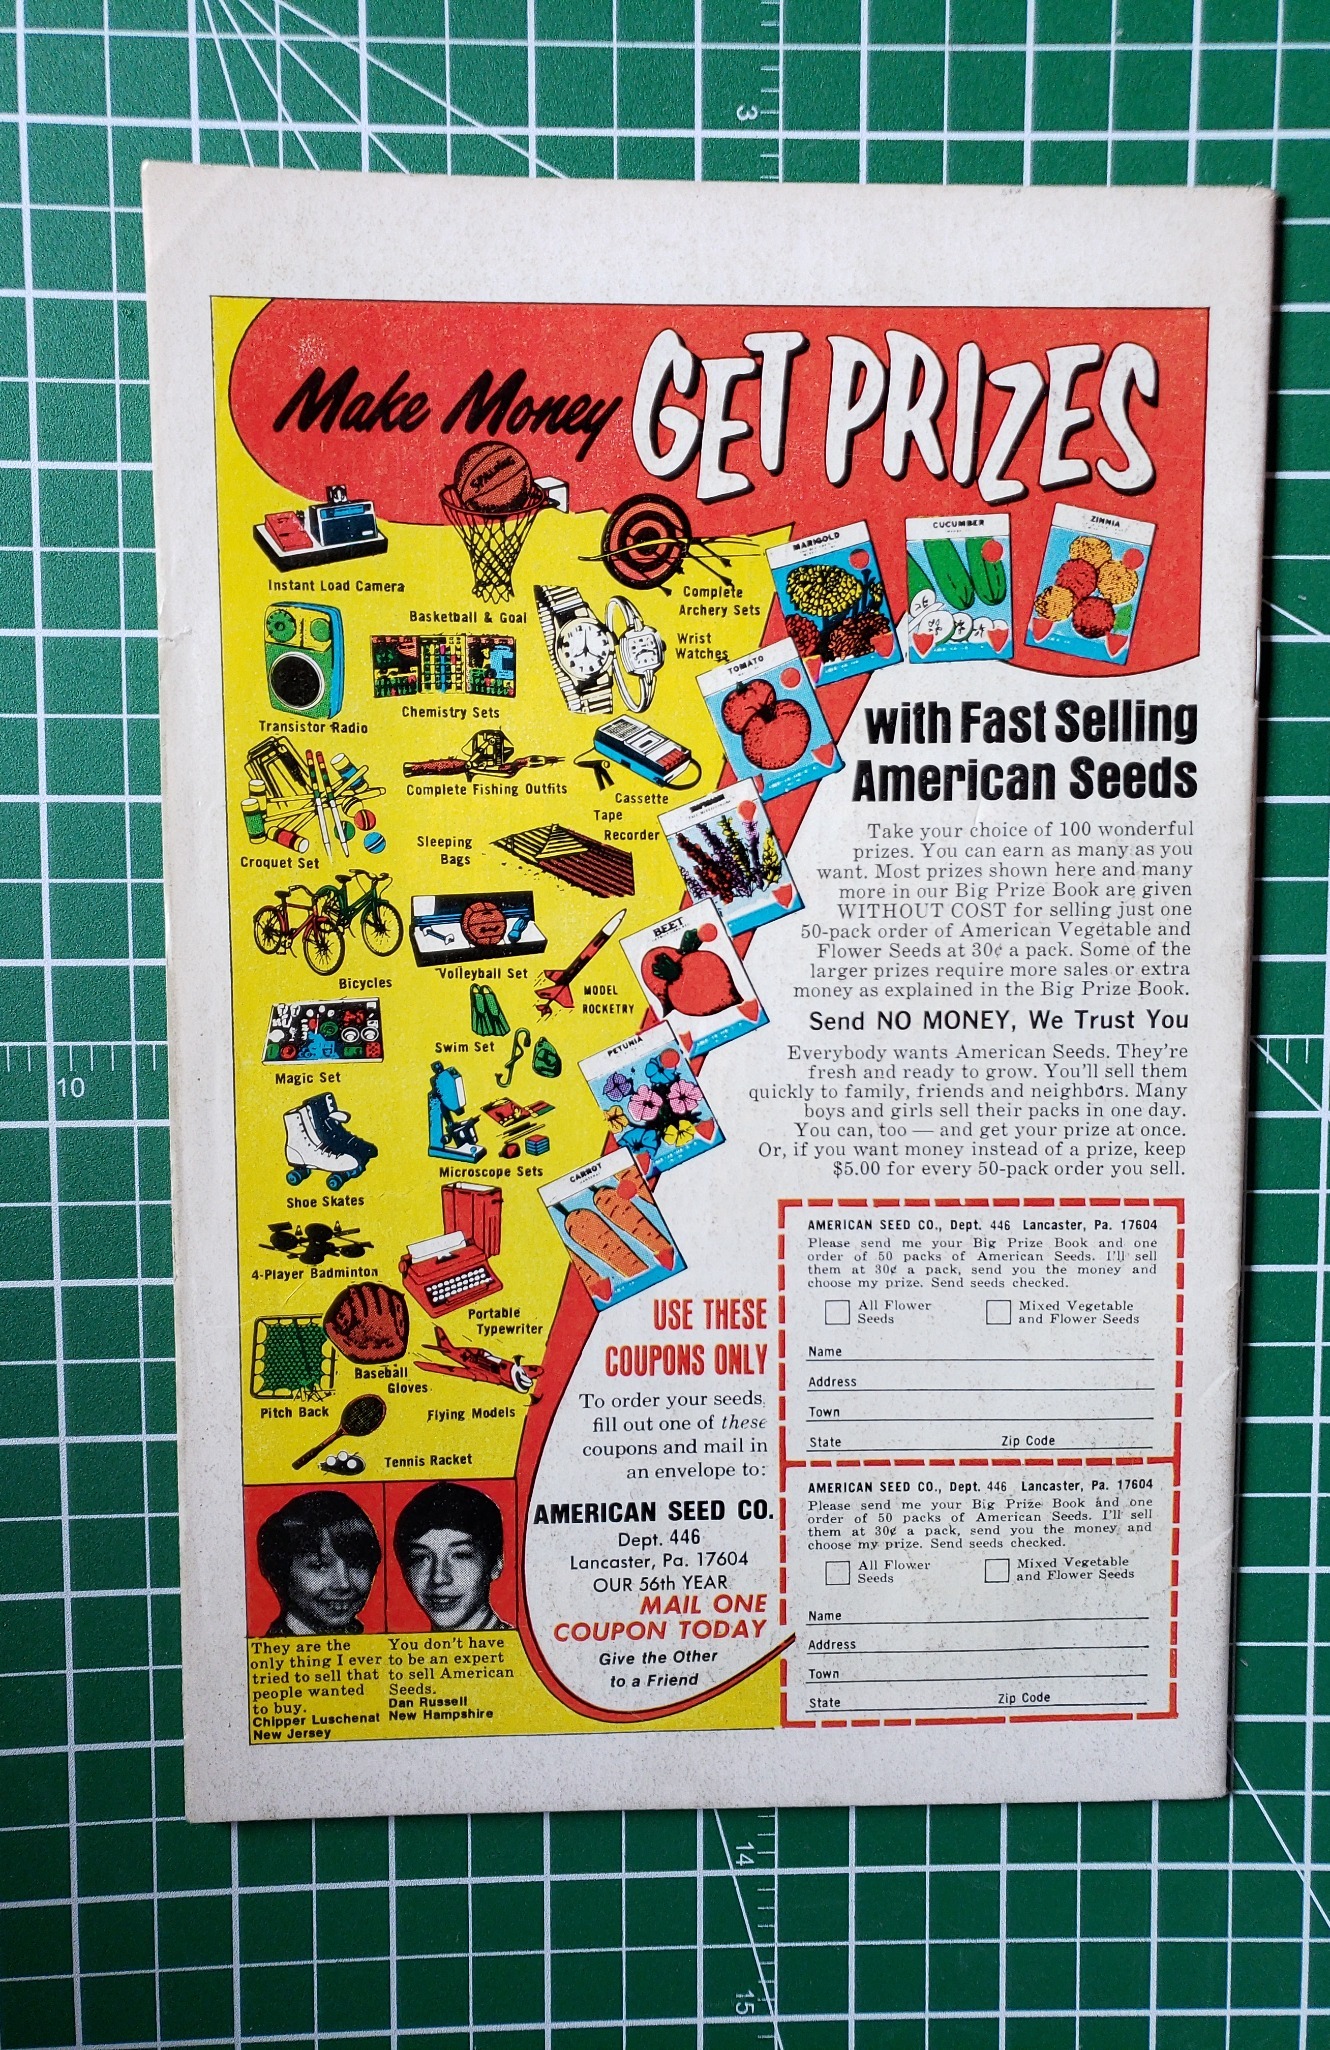 3
Make Money GET PRIZES
SPALDING
Instant Load Camera
Basketball & Goal
Complete
Archery Sets
Wrist
Watches
Transistor Radio
Chemistry Sets
Complete Fishing Outfits
Cassette
Tape
Recorder
Croquet Set
Sleeping
Bags
Bicycles
Volleyball Set
MODEL
ROCKETRY
Magic Set
Swim Set
Shoe Skates
Microscope Sets
4-Player Badminton
Portable
Typewriter
Baseball
Gloves
Pitch Back
Flying Models
Tennis Racket
MARIGOLD
CUCUMBER
ZINNIA
TOMATO
BEET
PETUNIA
CARROT
with Fast Selling
American Seeds
Take your choice of 100 wonderful
prizes. You can earn as many as you
want. Most prizes shown here and many
more in our Big Prize Book are given
WITHOUT COST for selling just one
50-pack order of American Vegetable and
Flower Seeds at 30¢ a pack. Some of the
larger prizes require more sales or extra
money as explained in the Big Prize Book.
Send NO MONEY, We Trust You
Everybody wants American Seeds. They're
fresh and ready to grow. You'll sell them
quickly to family, friends and neighbors. Many
boys and girls sell their packs in one day.
You can, too — and get your prize at once.
Or, if you want money instead of a prize, keep
$5.00 for every 50-pack order you sell.
USE THESE
COUPONS ONLY
To order your seeds,
fill out one of these
coupons and mail in
an envelope to:
AMERICAN SEED CO.
Dept. 446
Lancaster, Pa. 17604
OUR 56th YEAR
MAIL ONE
COUPON TODAY
Give the Other
to a Friend
AMERICAN SEED CO., Dept. 446 Lancaster, Pa. 17604
Please send me your Big Prize Book and one
order of 50 packs of American Seeds. I'll sell
them at 30¢ a pack, send you the money and
choose my prize. Send seeds checked.
All Flower
Seeds
Mixed Vegetable
and Flower Seeds
Name
Address
Town
State Zip Code
AMERICAN SEED CO., Dept. 446 Lancaster, Pa. 17604
Please send me your Big Prize Book and one
order of 50 packs of American Seeds. I'll sell
them at 30¢ a pack, send you the money and
choose my prize. Send seeds checked.
All Flower
Seeds
Mixed Vegetable
and Flower Seeds
Name
Address
Town
State Zip Code
They are the
only thing I ever
tried to sell that
people wanted
to buy.
Chipper Luschenat
New Jersey
You don't have
to be an expert
to sell American
Seeds.
Dan Russell
New Hampshire
10
14
15